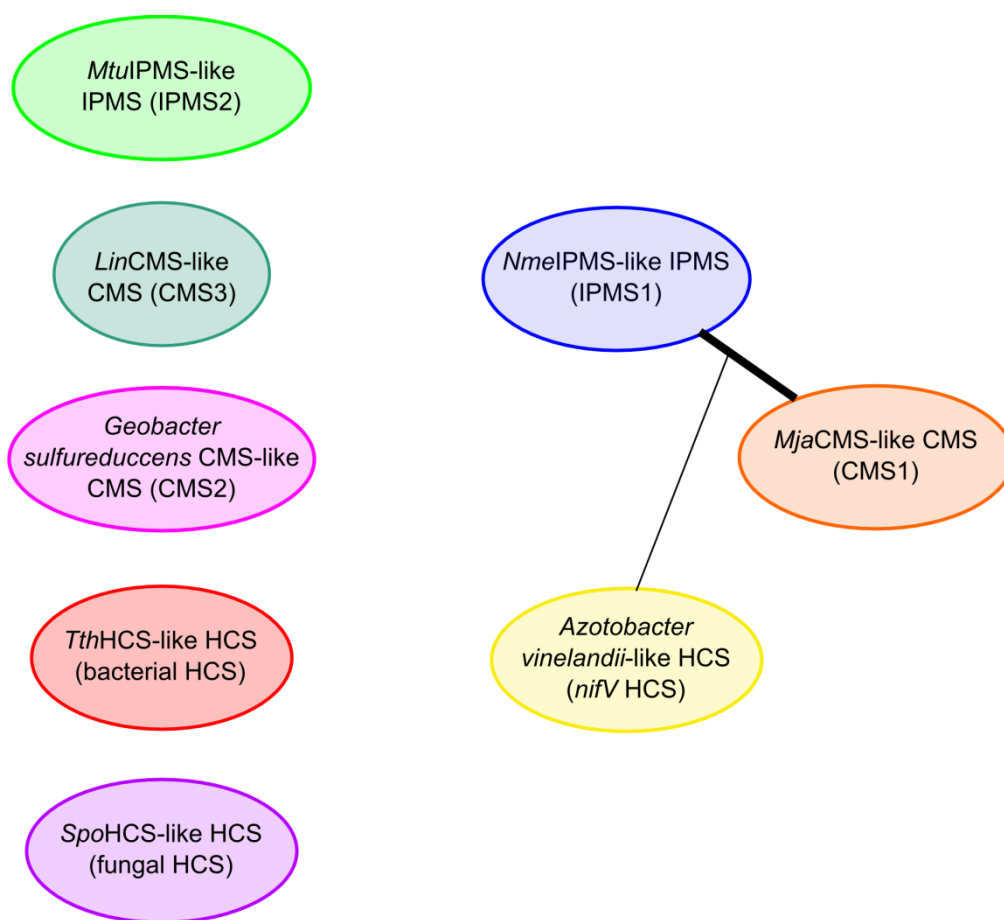 MtuIPMS-like
IPMS (IPMS2)
LinCMS-like
CMS (CMS3)
NmeIPMS-like IPMS
(IPMS1)
Geobacter
sulfureduccens CMS-like
CMS (CMS2)
MjaCMS-like CMS
(CMS1)
TthHCS-like HCS
(bacterial HCS)
Azotobacter
vinelandii-like HCS
(nifV HCS)
SpoHCS-like HCS
(fungal HCS)